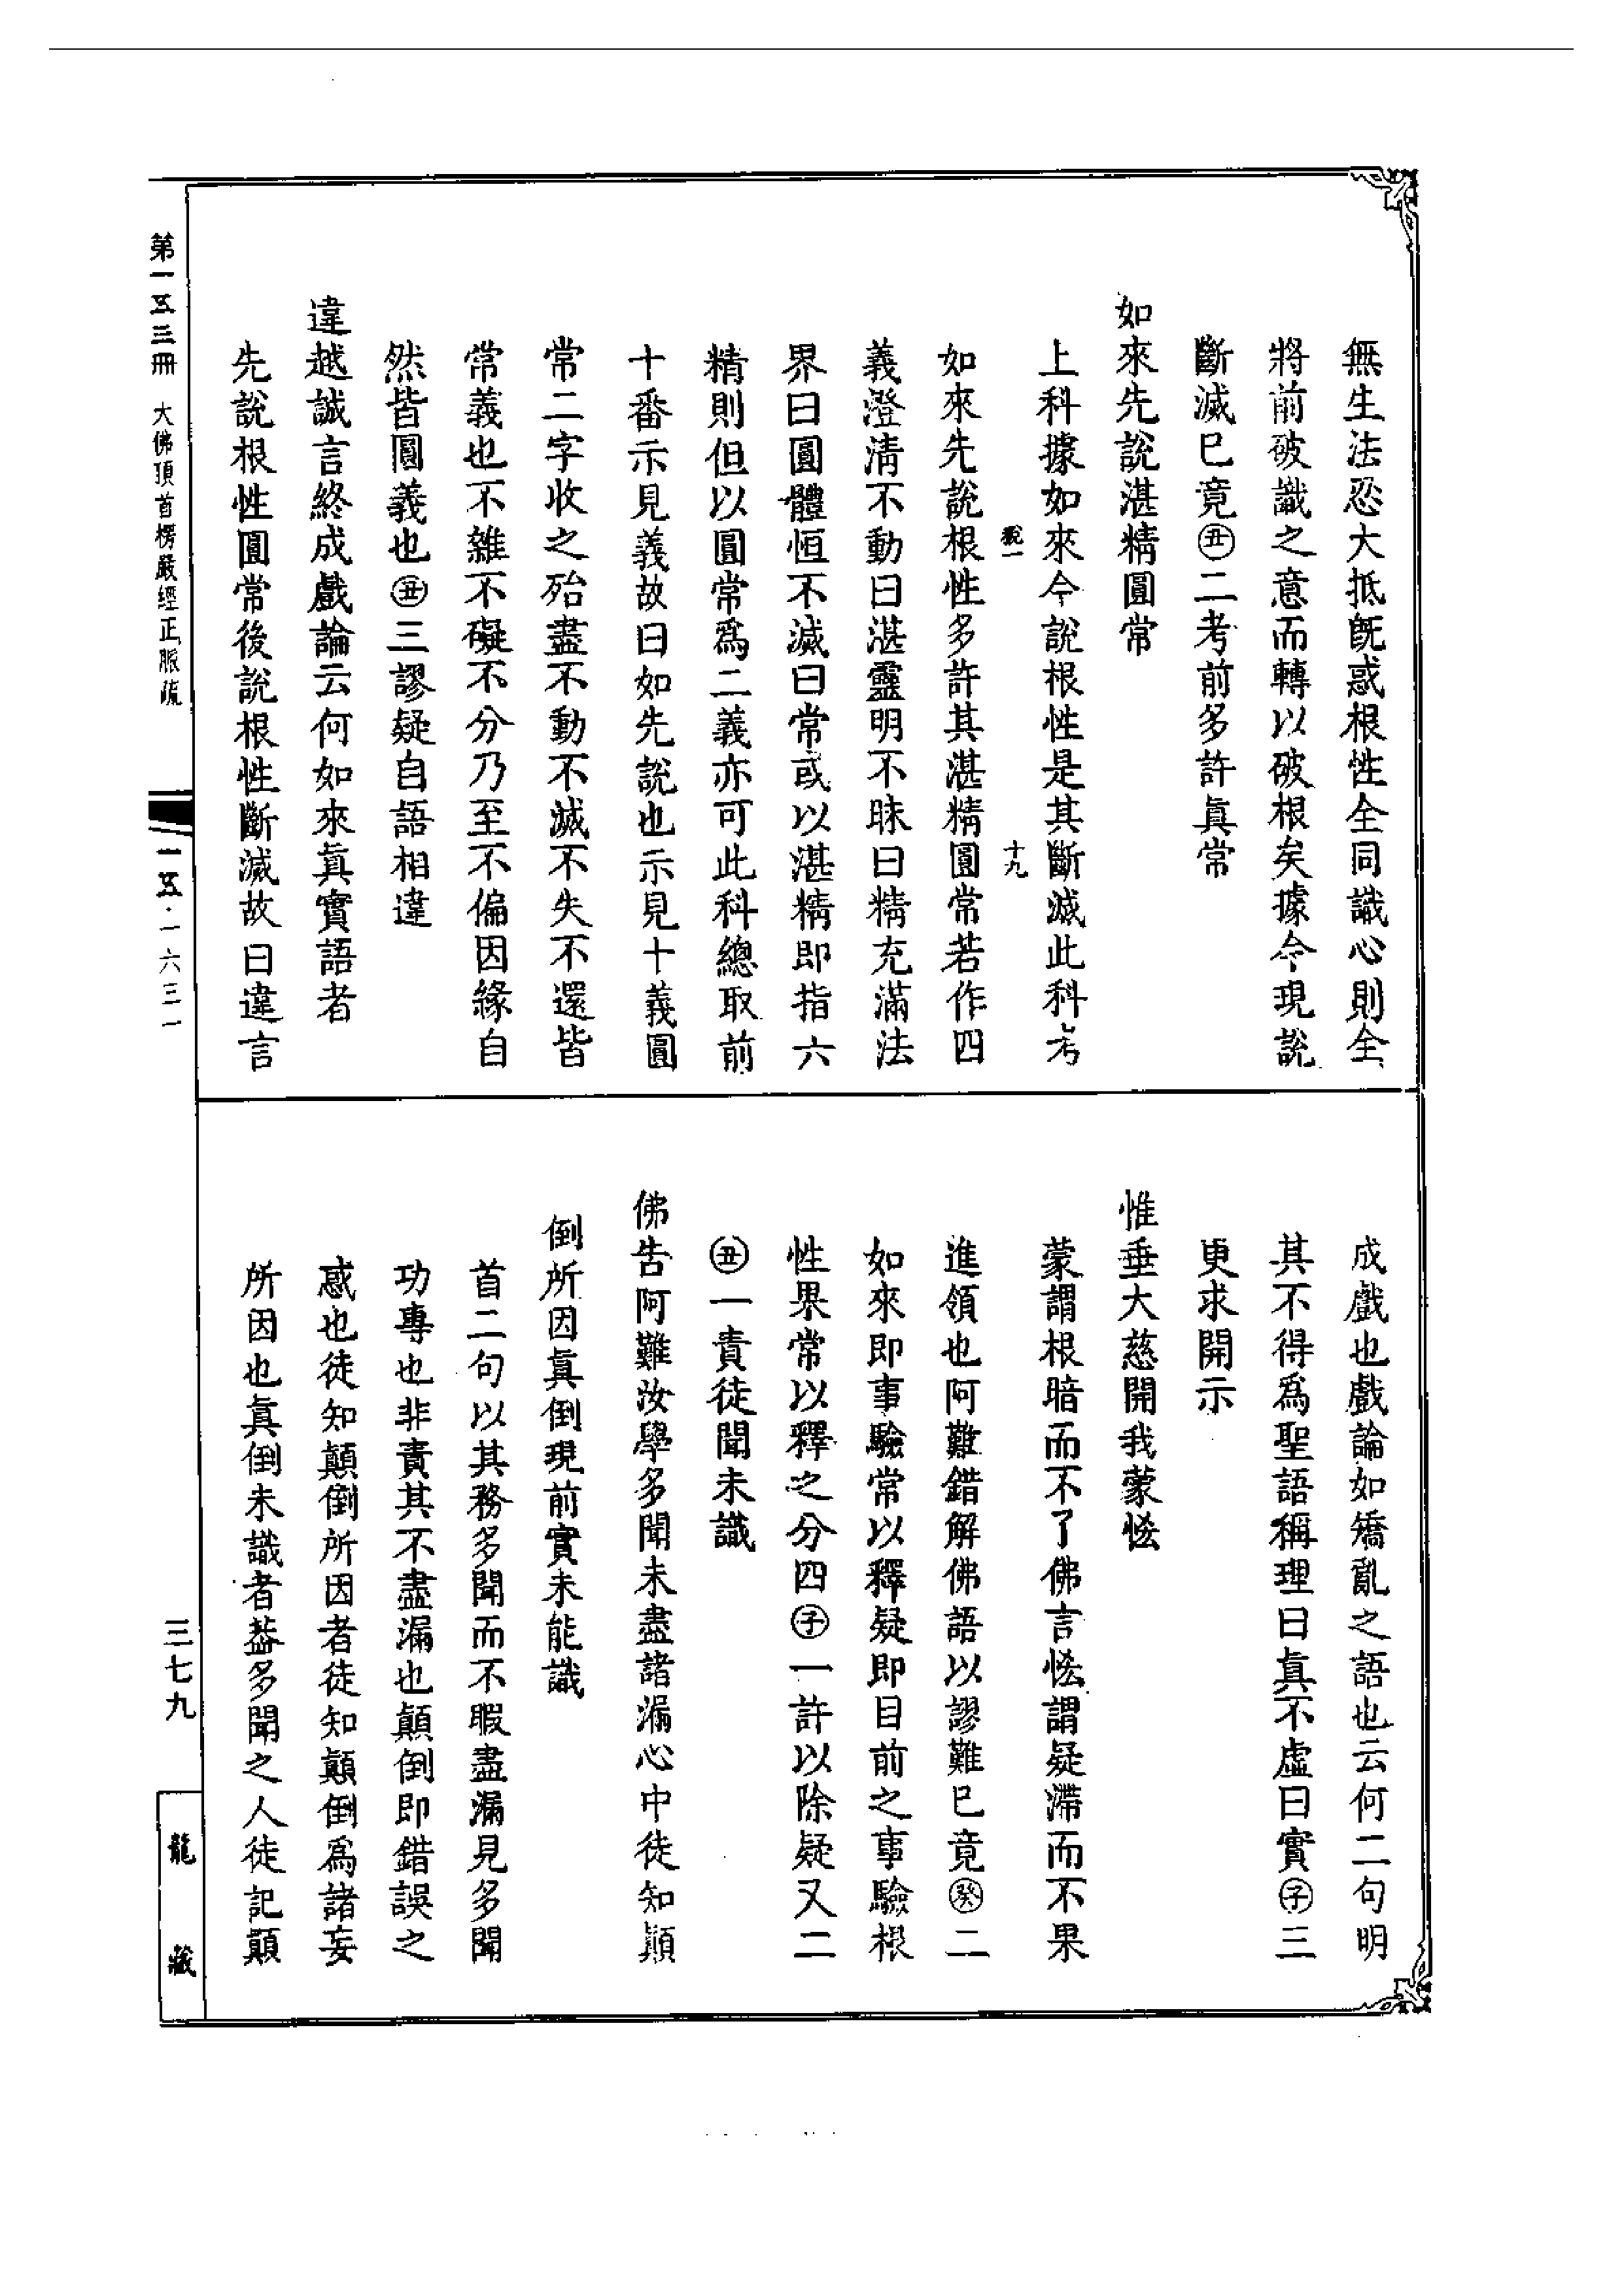 無生法忍大抵旣惑根性全同識心則全
將前破識之意而轉以破根矣據今現說
斷滅已竟㊄二考前多許眞常
如來先說湛精圓常
上科據如來今說根性是其斷滅此科考
十九
如來先說根性多許其湛精圓常若作四
義澄清不動曰湛靈明不昧曰精充滿法
界曰圓體恒不滅曰常或以湛精即指六
精則但以圓常爲二義亦可此科總取前
十番示見義故曰如先說也示見十義圓
常二字收之殆盡不動不滅不失不還皆
常義也不雜不礙不分乃至不偏因緣自
然皆圓義也丑三謬疑自語相違
違越誠言終成戲論云何如來眞實語者
先說根性圓常後說根性斷滅故曰違言
成戲也戲論如矯亂之語也云何二句明
其不得爲聖語稱理曰眞不虛曰實子三
更求開示
惟垂大慈開我蒙恡
蒙謂根暗而不了佛言恡謂疑滯而不果
進領也阿難錯解佛語以謬難已竟癸二
如來即事驗常以釋疑即目前之事驗根
性果常以釋之分四子一許以除疑又二
丑一責徒聞未識
佛告阿難汝學多聞未盡諸漏心中徒知顚
倒所因眞倒現前實未能識
首二句以其務多聞而不暇盡漏見多聞
功專也非責其不盡漏也顚倒即錯誤之
惑也徒知顚倒所因者徒知顚倒爲諸妄
所因也眞倒未識者葢多聞之人徒記顚
第一五三冊 大佛頂首楞嚴經正脈疏
一五·一六三一
三七九
龍藏